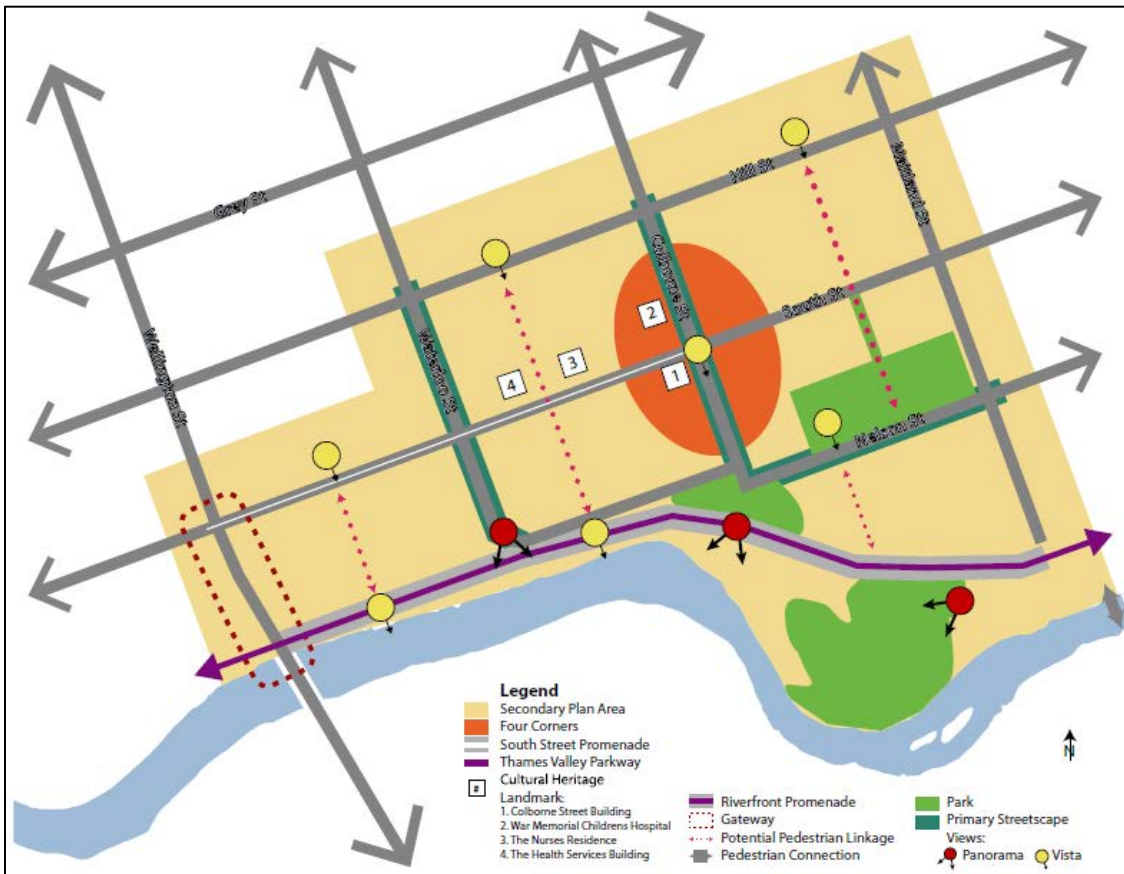 Grey St
Hill St
Maitland St
Colborne St
South St
Wellington St
Waterloo St
2
3
4
1
Nelson St
Legend
Secondary Plan Area
Four Corners
South Street Promenade
Thames Valley Parkway
# Cultural Heritage
Landmark:
1. Colborne Street Building
2. War Memorial Childrens Hospital
3. The Nurses Residence
4. The Health Services Building
Riverfront Promenade
Gateway
Potential Pedestrian Linkage
Pedestrian Connection
Park
Primary Streetscape
Views:
Panorama Vista
N